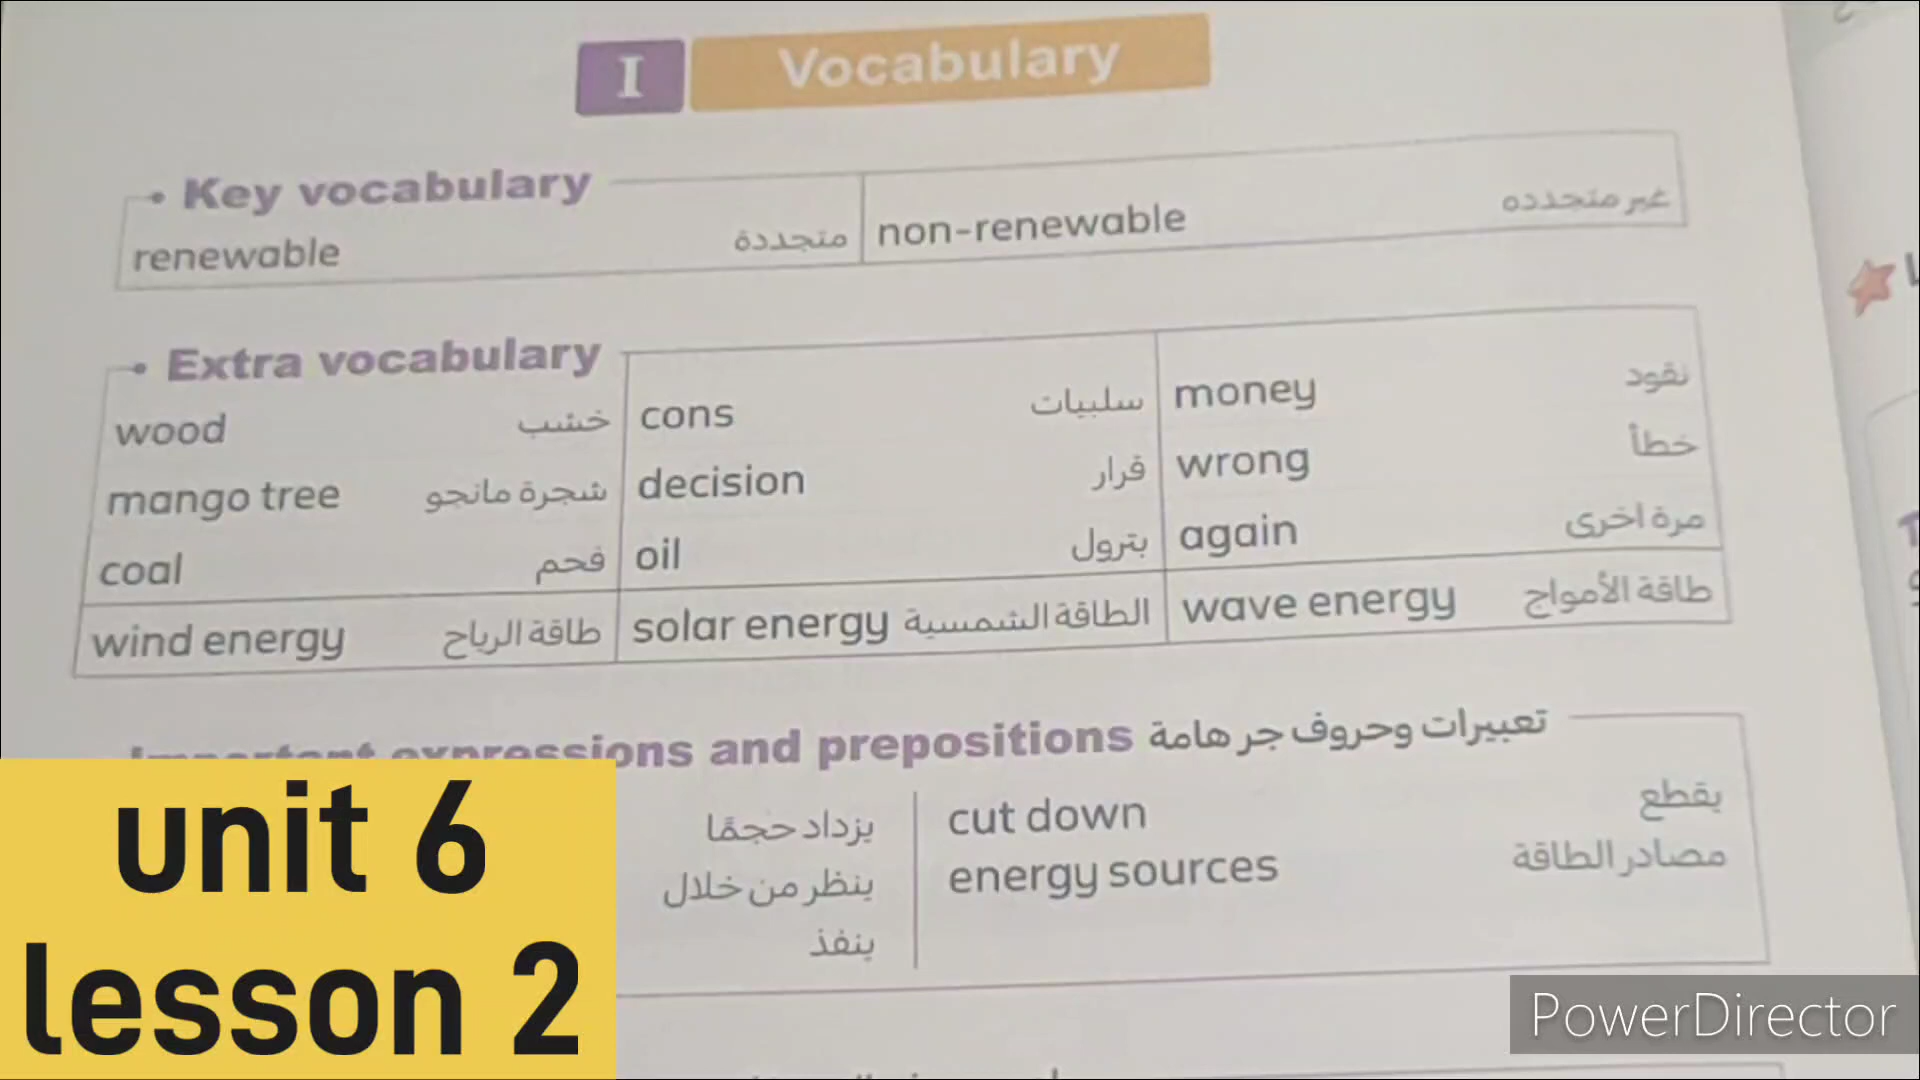 I Vocabulary
• Key vocabulary
renewable متجددة non-renewable غير متجدده
• Extra vocabulary
wood خشب cons سلبيات money نقود
mango tree شجرة مانجو decision قرار wrong خطأ
coal فحم oil بترول again مرة اخرى
wind energy طاقة الرياح solar energy الطاقة الشمسية wave energy طاقة الأمواج
Important expressions and prepositions تعبيرات وحروف جر هامة
يزداد حجمًا cut down يقطع
ينظر من خلال energy sources مصادر الطاقة
ينفذ
unit 6
lesson 2
PowerDirector